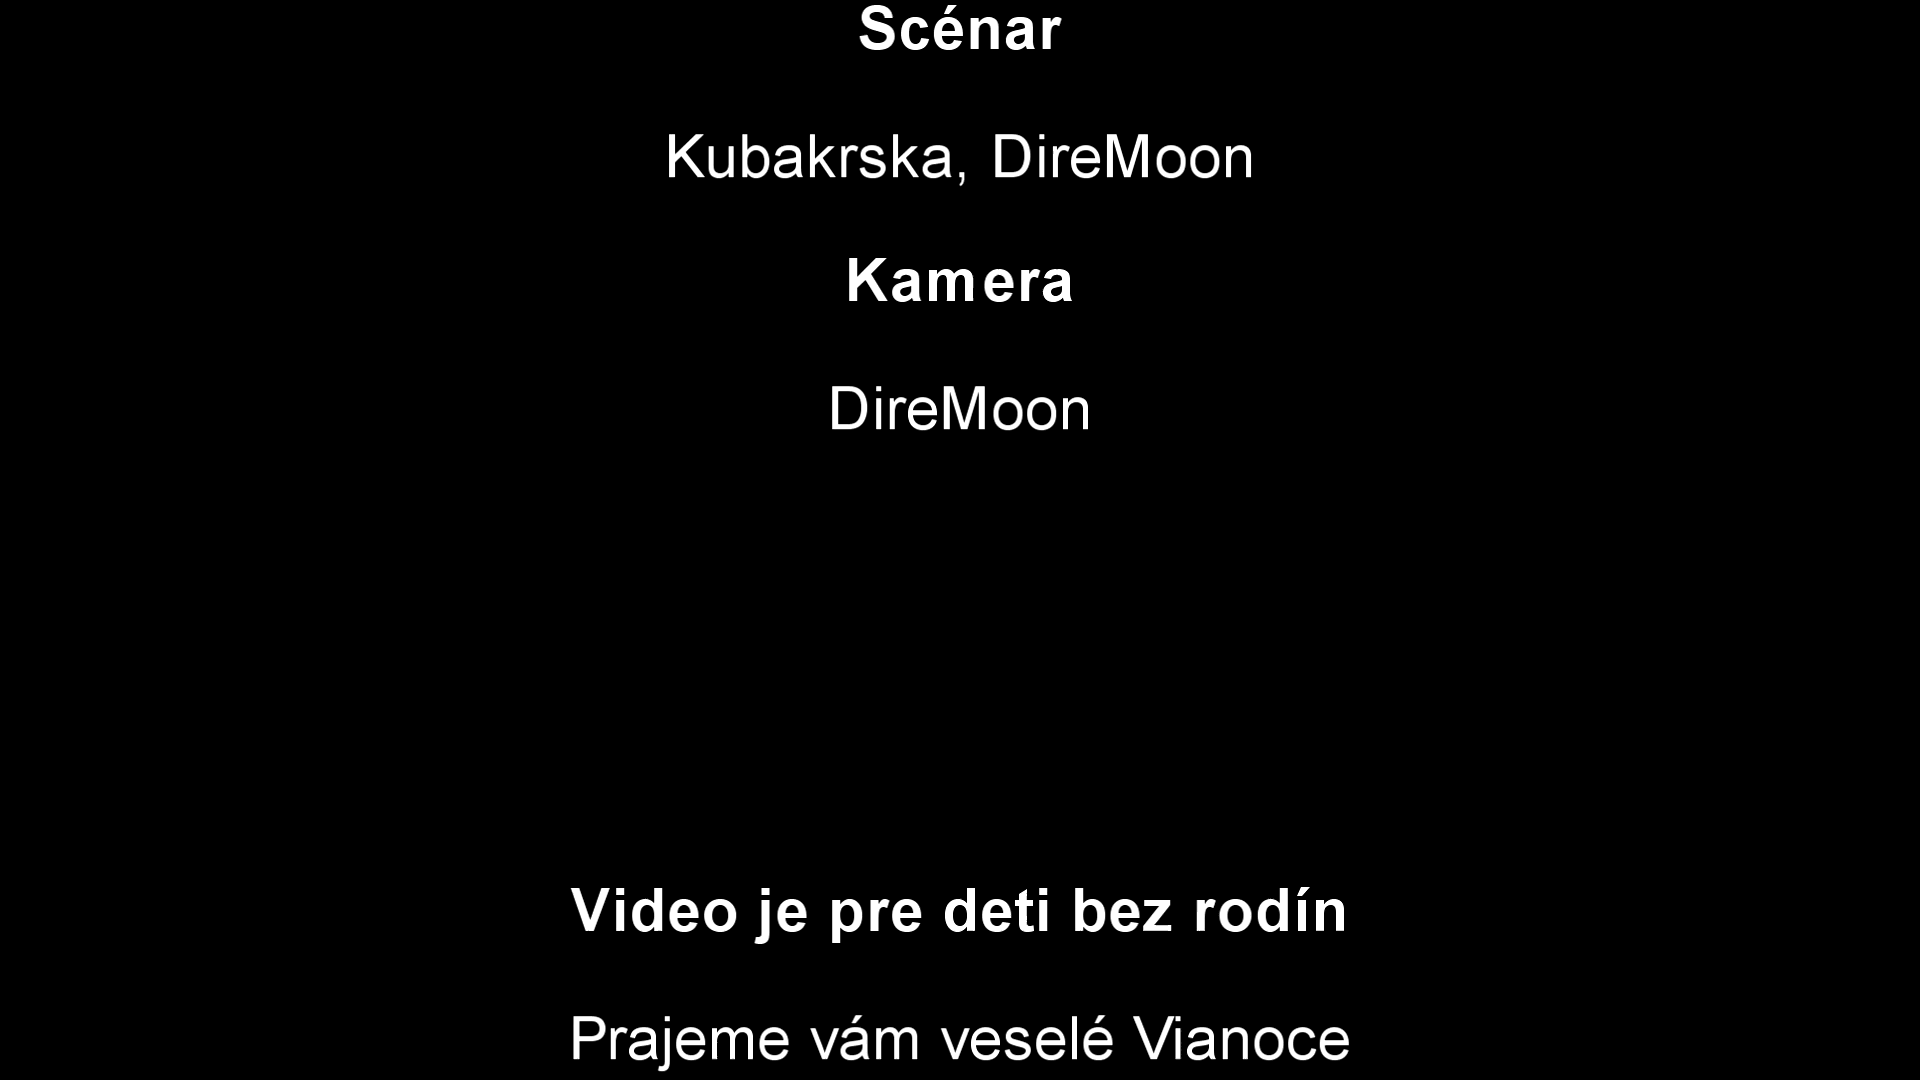 Scénar
Kubakrska, DireMoon
Kamera
DireMoon
Video je pre deti bez rodín
Prajeme vám veselé Vianoce